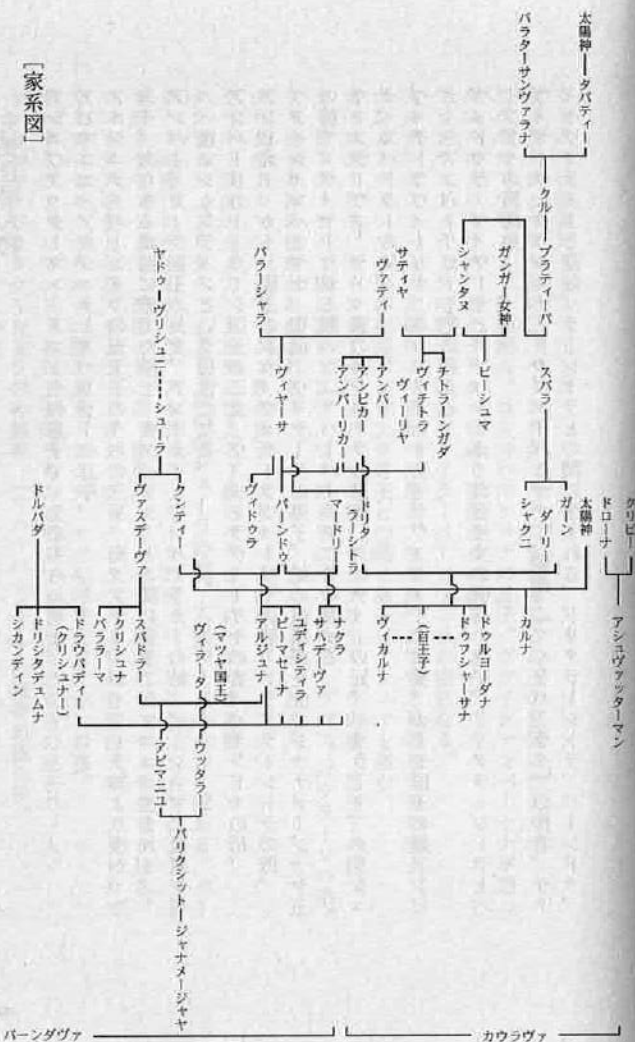 太陽神
ダパティー
バラタ
サンヴァラナ
クル
プラティーパ
ガンガー女神
シャンタヌ
ビーシュマ
サティヤ
ヴァティー
パラーシャラ
チトラーンガダ
ヴィチトラ
ヴィーリヤ
ヴィヤーサ
アンバー
アンビカー
アンバーリカー
ヤドゥ
ヴリシュニ
シューラ
スバラ
クリピー
ドローナ
アシュヴァッターマン
太陽神
ガーン
ダーリー
シャクニ
ドリタ
ラーシトラ
マードリー
パーンドゥ
ヴィドゥラ
クンティー
ヴァスデーヴァ
ドルパダ
カルナ
ドゥルヨーダナ
ドゥフシャーサナ
(百王子)
ヴィカルナ
ナクラ
サハデーヴァ
ユディシティラ
ビーマセーナ
アルジュナ
(マツヤ国王)
ヴィラータ
ウッタラー
スバドラー
クリシュナ
バララーマ
ドラウパディー
(クリシュナー)
ドリシタデュムナ
シカンディン
アビマニユ
パリクシット
ジャナメージャヤ
カウラヴァ
パーンダヴァ
[家系図]